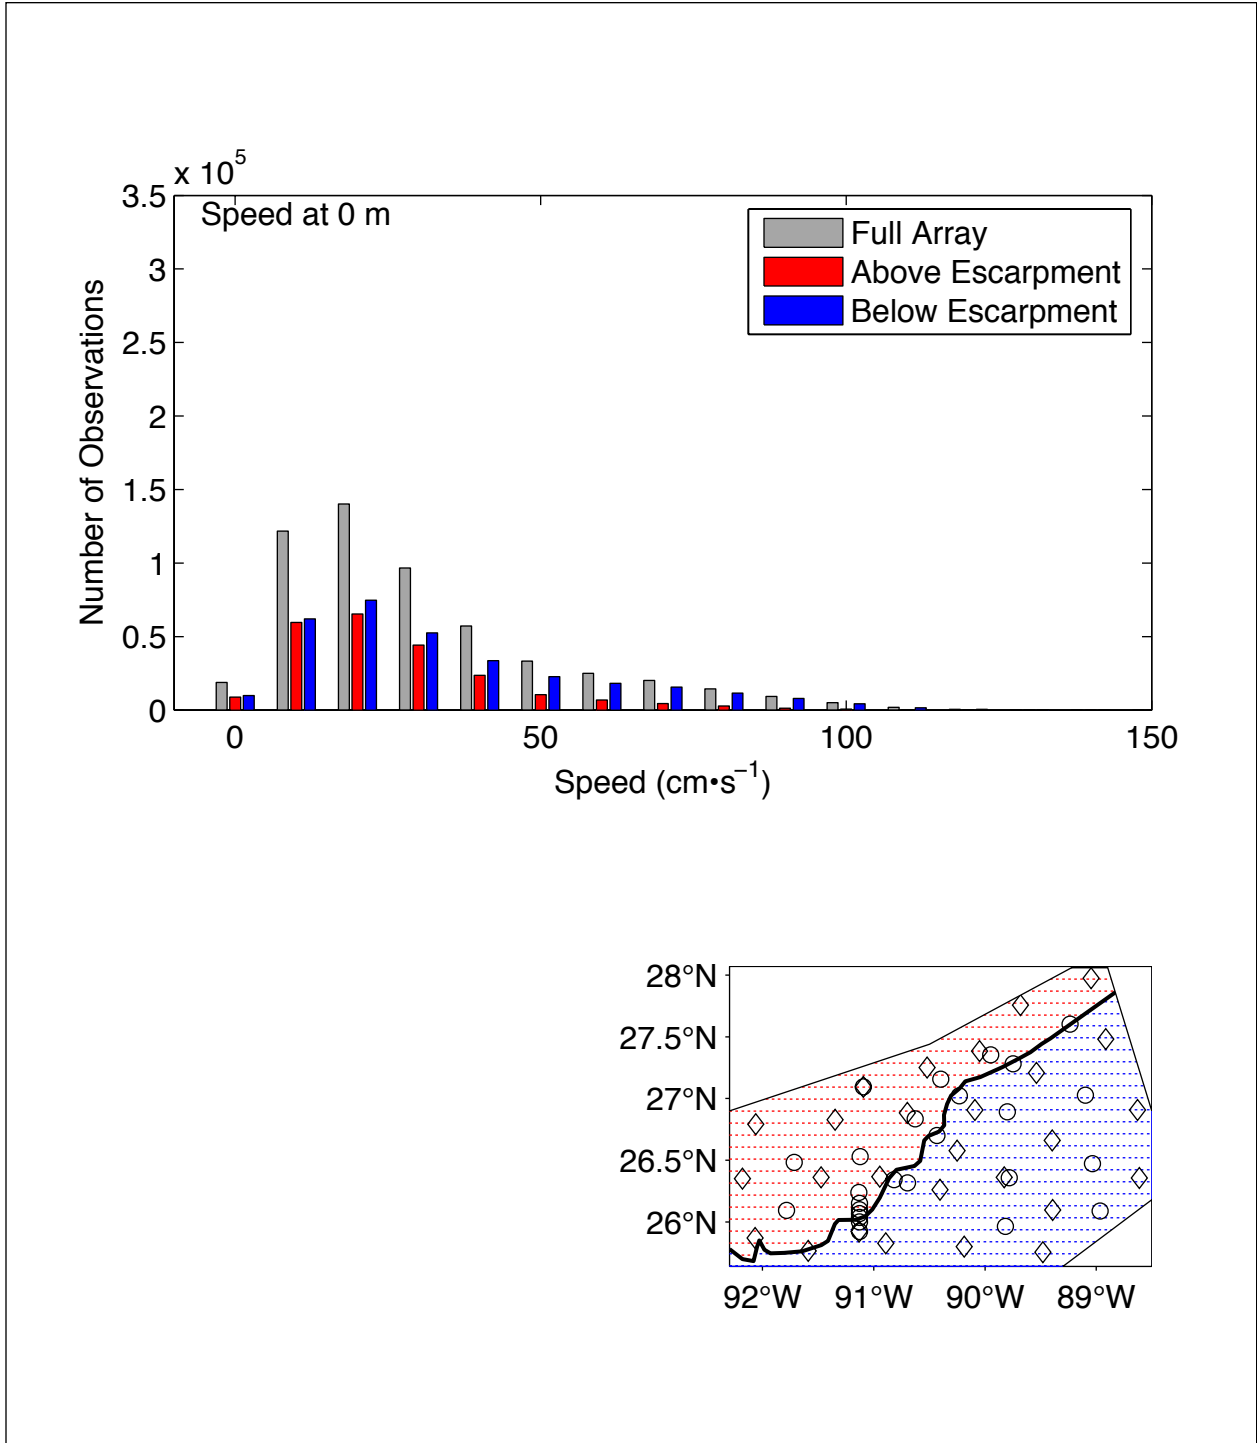 x 10^5
3.5
Speed at 0 m
3
2.5
2
1.5
1
0.5
0
Number of Observations
Full Array
Above Escarpment
Below Escarpment
0 50 100 150
Speed (cm•s⁻¹)
28°N
27.5°N
27°N
26.5°N
26°N
92°W 91°W 90°W 89°W